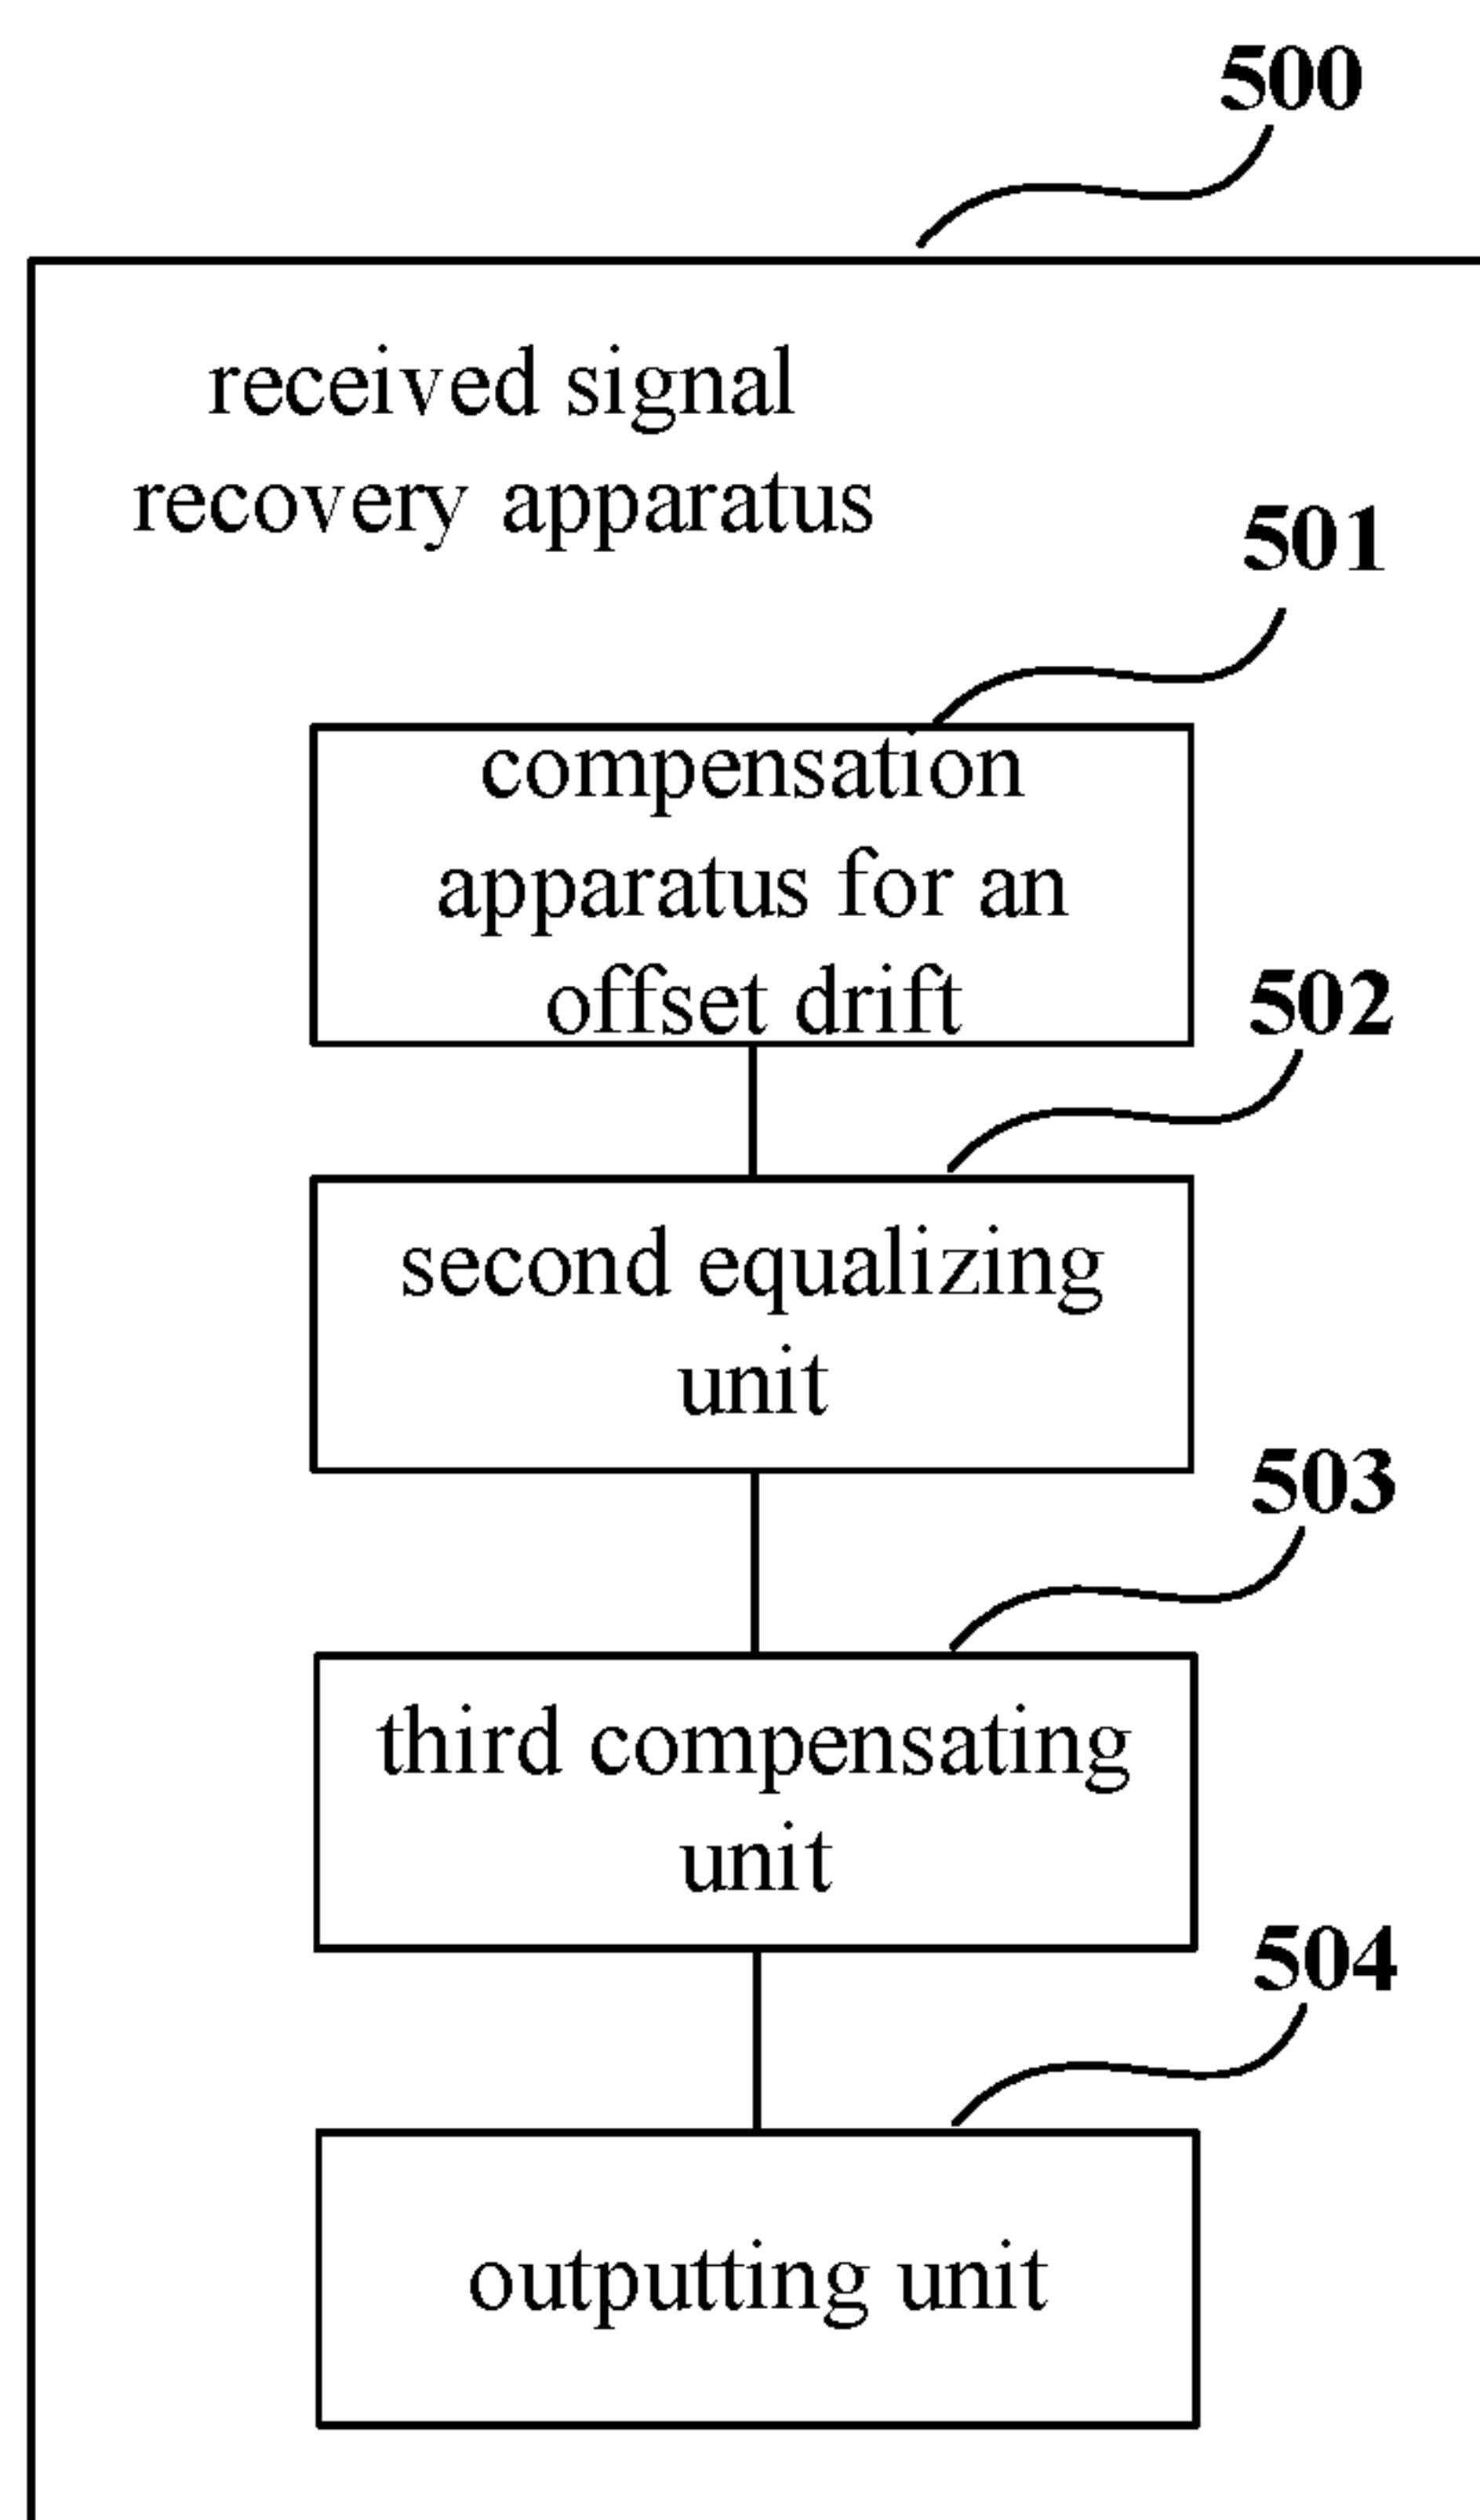 500
received signal
recovery apparatus
501
compensation
apparatus for an
offset drift
502
second equalizing
unit
503
third compensating
unit
504
outputting unit